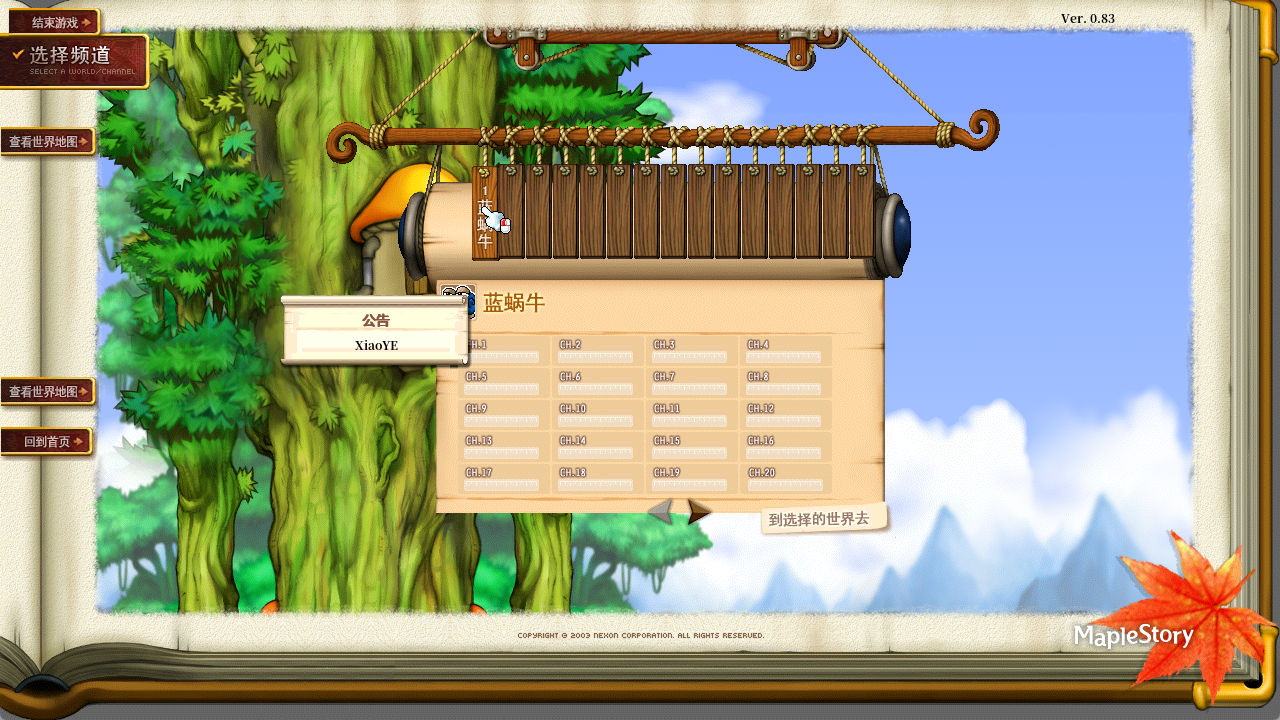 结束游戏
Ver. 0.83
选择频道
SELECT A WORLD/CHANNEL
查看世界地图
1
蓝蜗牛
蓝蜗牛
公告
XiaoYE
CH.1 CH.2 CH.3 CH.4
CH.5 CH.6 CH.7 CH.8
CH.9 CH.10 CH.11 CH.12
CH.13 CH.14 CH.15 CH.16
CH.17 CH.18 CH.19 CH.20
查看世界地图
回到首页
到选择的世界去
COPYRIGHT @ 2003 NEXON CORPORATION. ALL RIGHTS RESERVED.
MapleStory